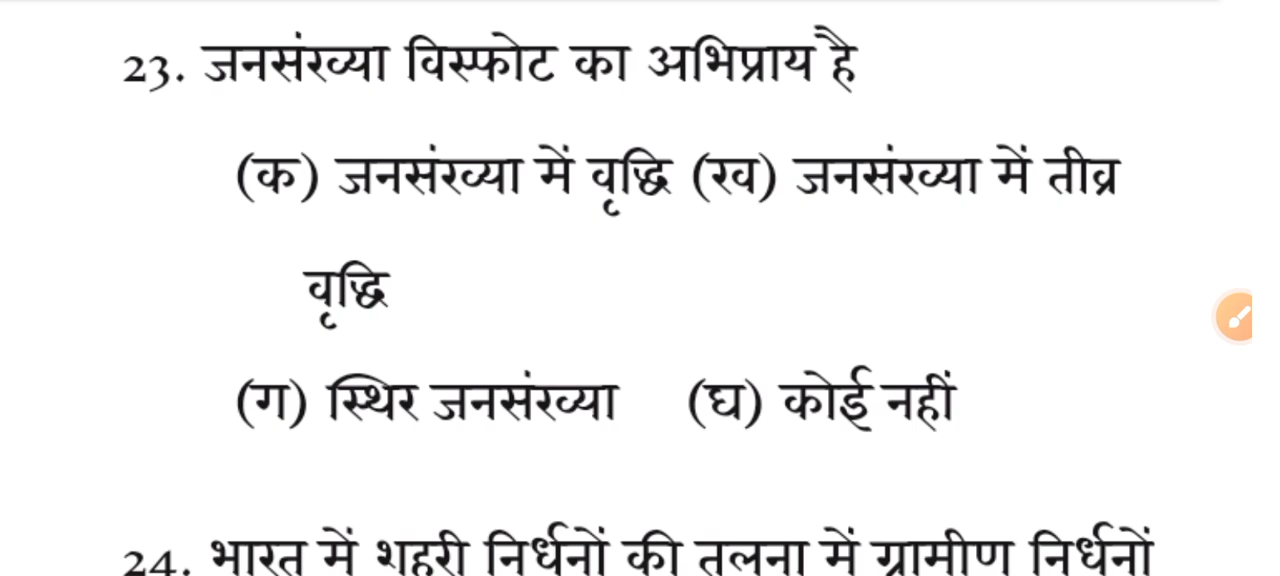 23. जनसंख्या विस्फोट का अभिप्राय है
(क) जनसंख्या में वृद्धि (ख) जनसंख्या में तीव्र
वृद्धि
(ग) स्थिर जनसंख्या (घ) कोई नहीं
24. भारत में शहरी निर्धनों की तुलना में ग्रामीण निर्धनों